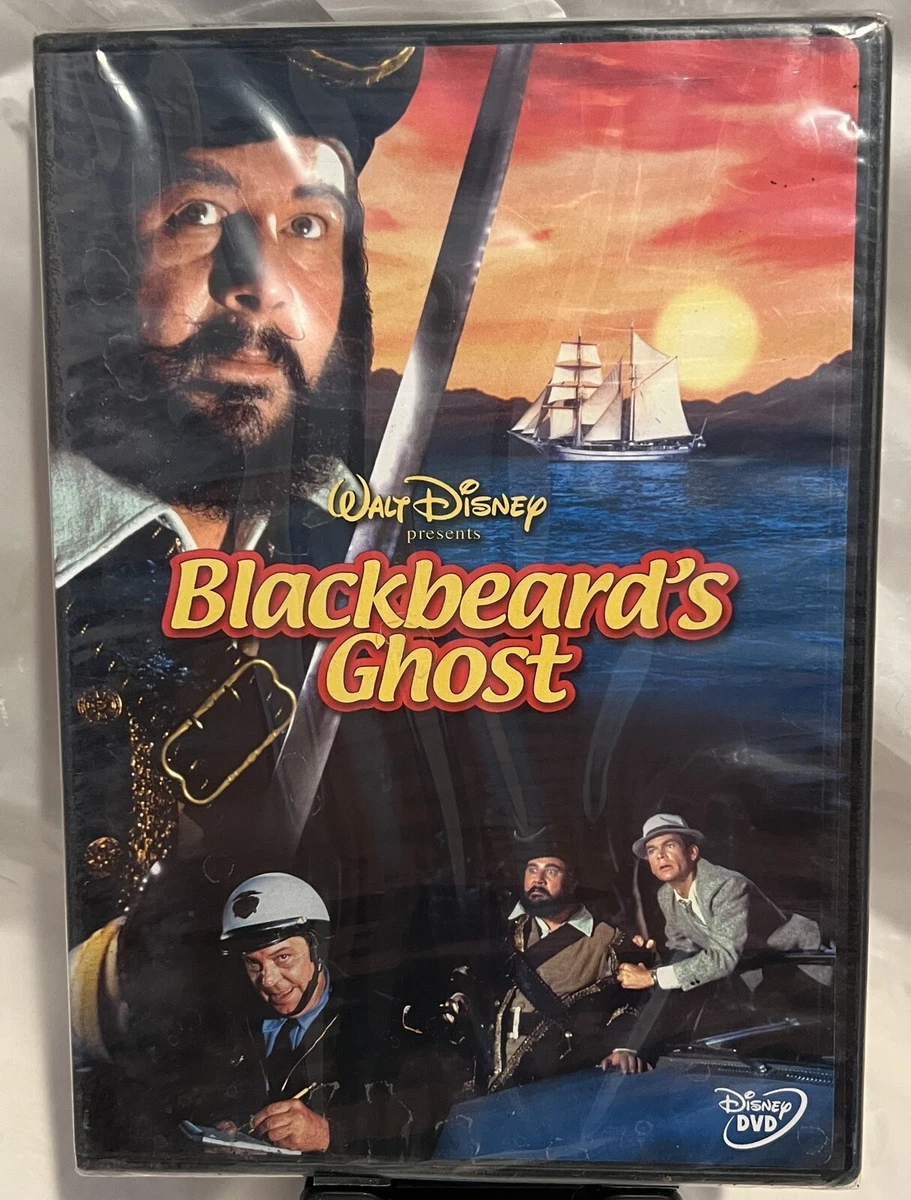 Walt Disney
presents
Blackbeard's
Ghost
Disney
DVD